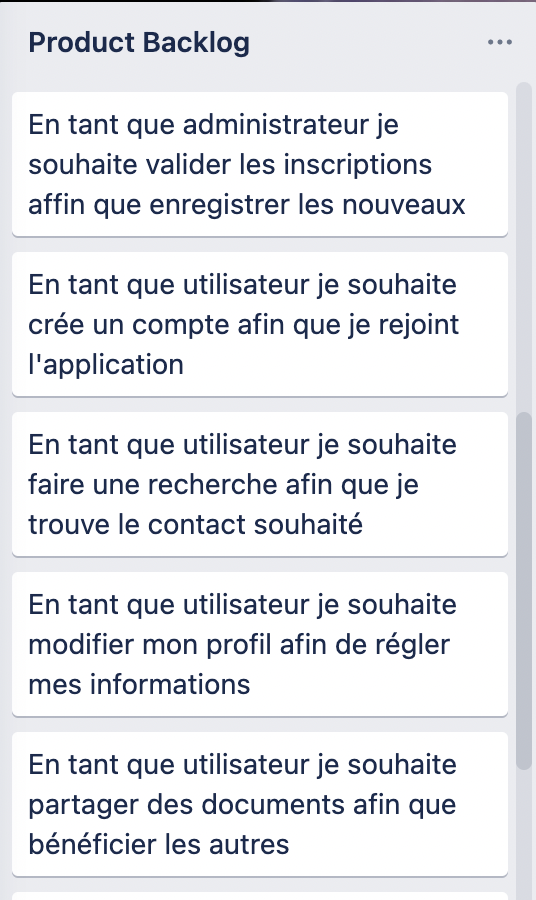 Product Backlog
En tant que administrateur je
souhaite valider les inscriptions
affin que enregistrer les nouveaux
En tant que utilisateur je souhaite
crée un compte afin que je rejoint
l'application
En tant que utilisateur je souhaite
faire une recherche afin que je
trouve le contact souhaité
En tant que utilisateur je souhaite
modifier mon profil afin de régler
mes informations
En tant que utilisateur je souhaite
partager des documents afin que
bénéficier les autres